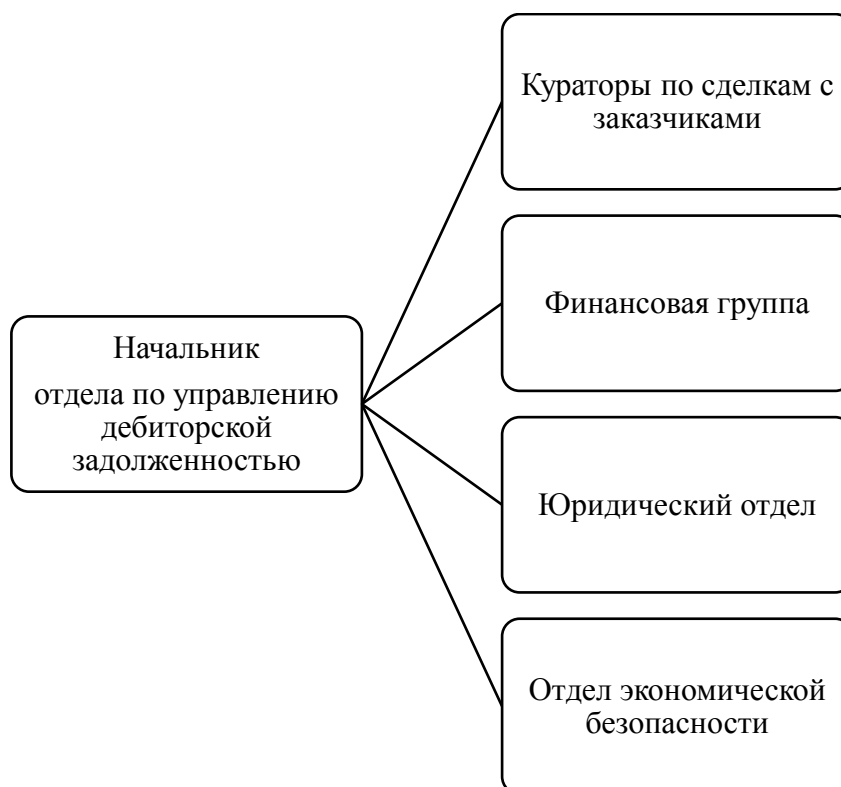 Начальник
отдела по управлению
дебиторской
задолженностью
Кураторы по сделкам с
заказчиками
Финансовая группа
Юридический отдел
Отдел экономической
безопасности